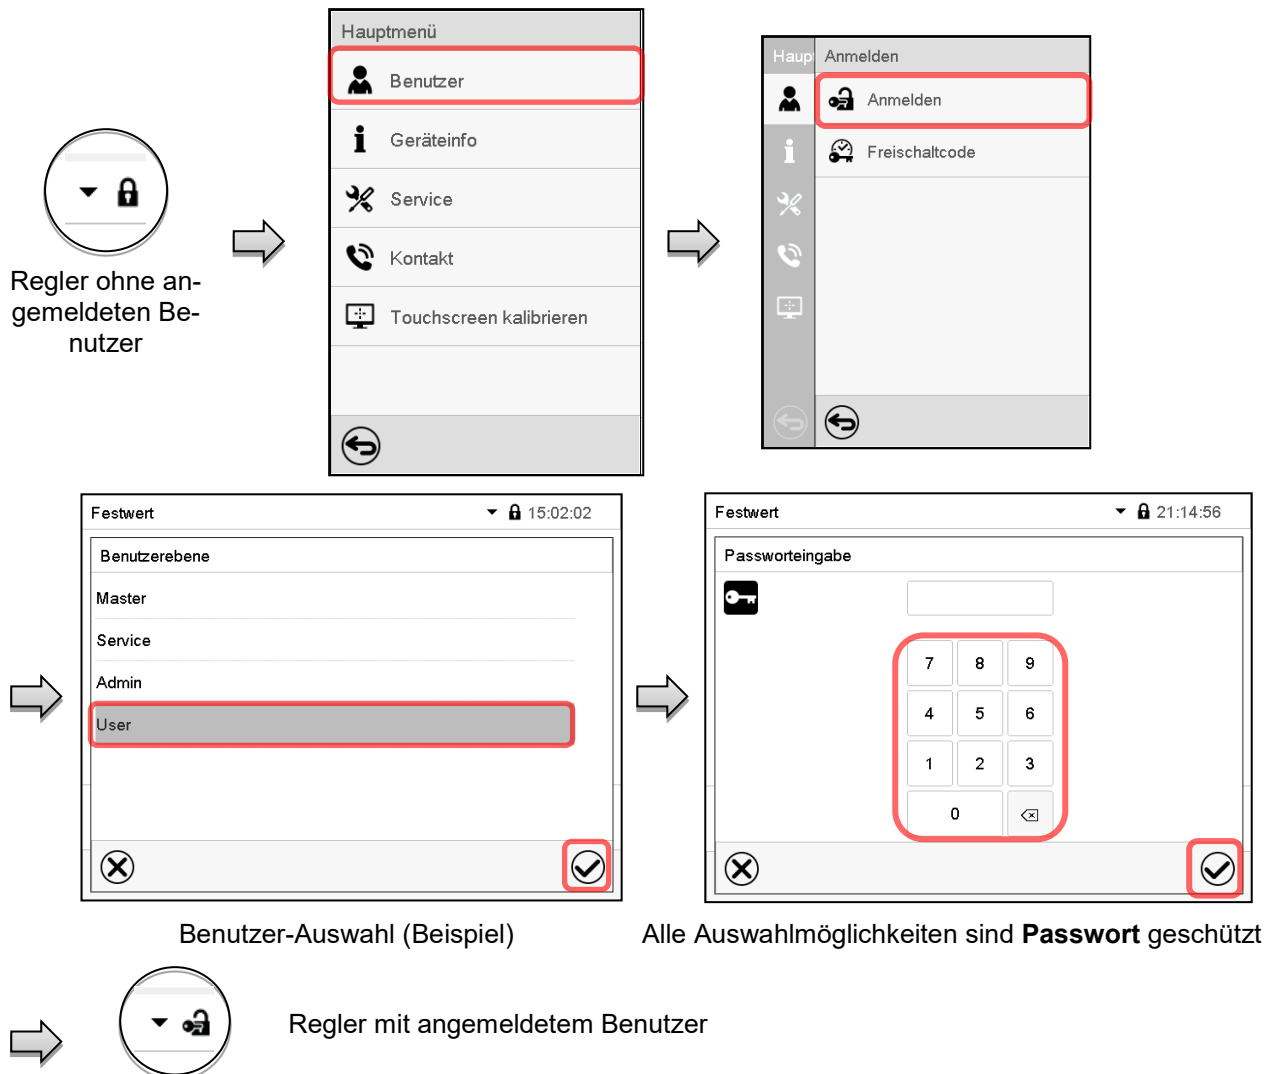 Hauptmenü
Benutzer
Geräteinfo
Service
Kontakt
Touchscreen kalibrieren
Haup
Anmelden
Anmelden
Freischaltcode
Regler ohne an-
gemeldeten Be-
nutzer
Festwert 15:02:02
Benutzerebene
Master
Service
Admin
User
Festwert 21:14:56
Passworteingabe
7 8 9
4 5 6
1 2 3
0
Benutzer-Auswahl (Beispiel)
Alle Auswahlmöglichkeiten sind Passwort geschützt
Regler mit angemeldetem Benutzer